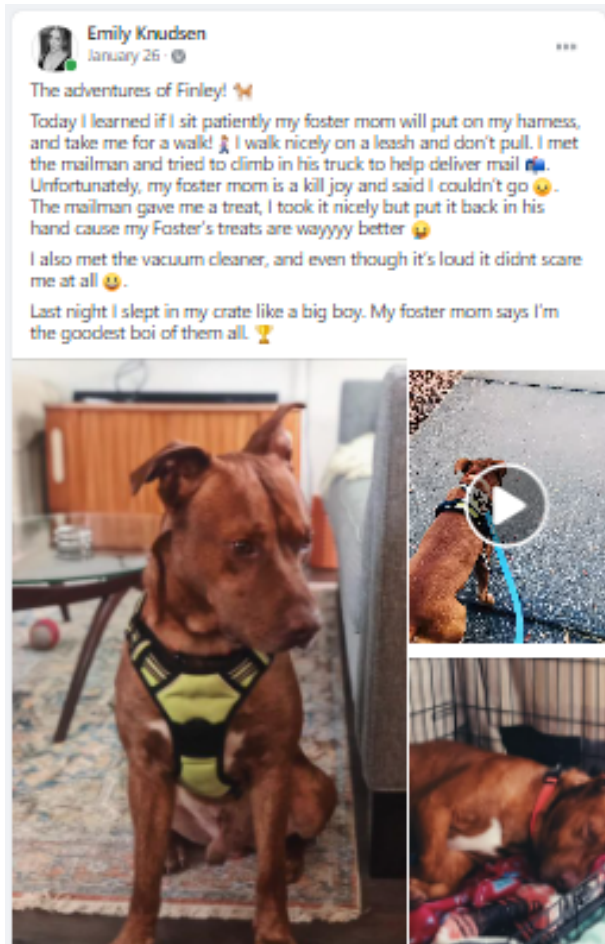 Emily Knudsen
January 26 ·
The adventures of Finley! 🐕
Today I learned if I sit patiently my foster mom will put on my harness,
and take me for a walk! 🚶‍♀️ I walk nicely on a leash and don't pull. I met
the mailman and tried to climb in his truck to help deliver mail 📬.
Unfortunately, my foster mom is a kill joy and said I couldn't go 😞.
The mailman gave me a treat, I took it nicely but put it back in his
hand cause my Foster's treats are wayyyy better 😜
I also met the vacuum cleaner, and even though it's loud it didnt scare
me at all 😃.
Last night I slept in my crate like a big boy. My foster mom says I'm
the goodest boi of them all. 🏆